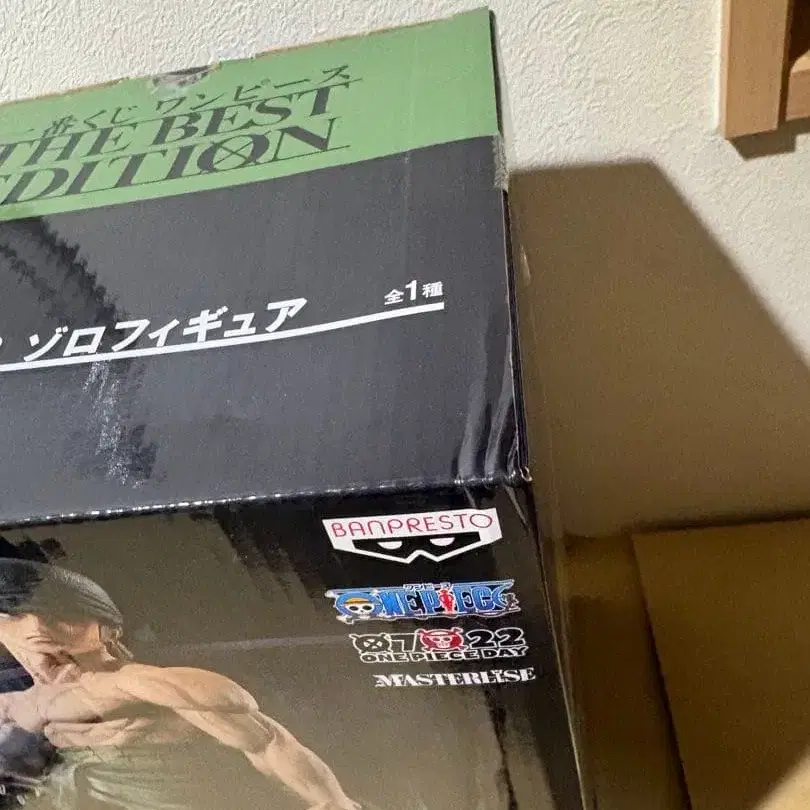 一番くじ ワンピース
THE BEST
EDITION
ゾロフィギュア
全1種
BANPRESTO
ワンピース
ONE PIECE
07 22
ONE PIECE DAY
MASTERLISE